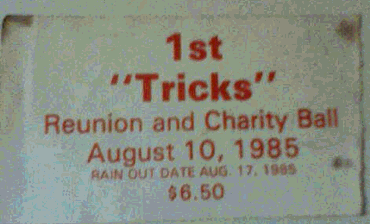 1st
"Tricks"
Reunion and Charity Ball
August 10, 1985
RAIN OUT DATE AUG. 17, 1985
$6.50